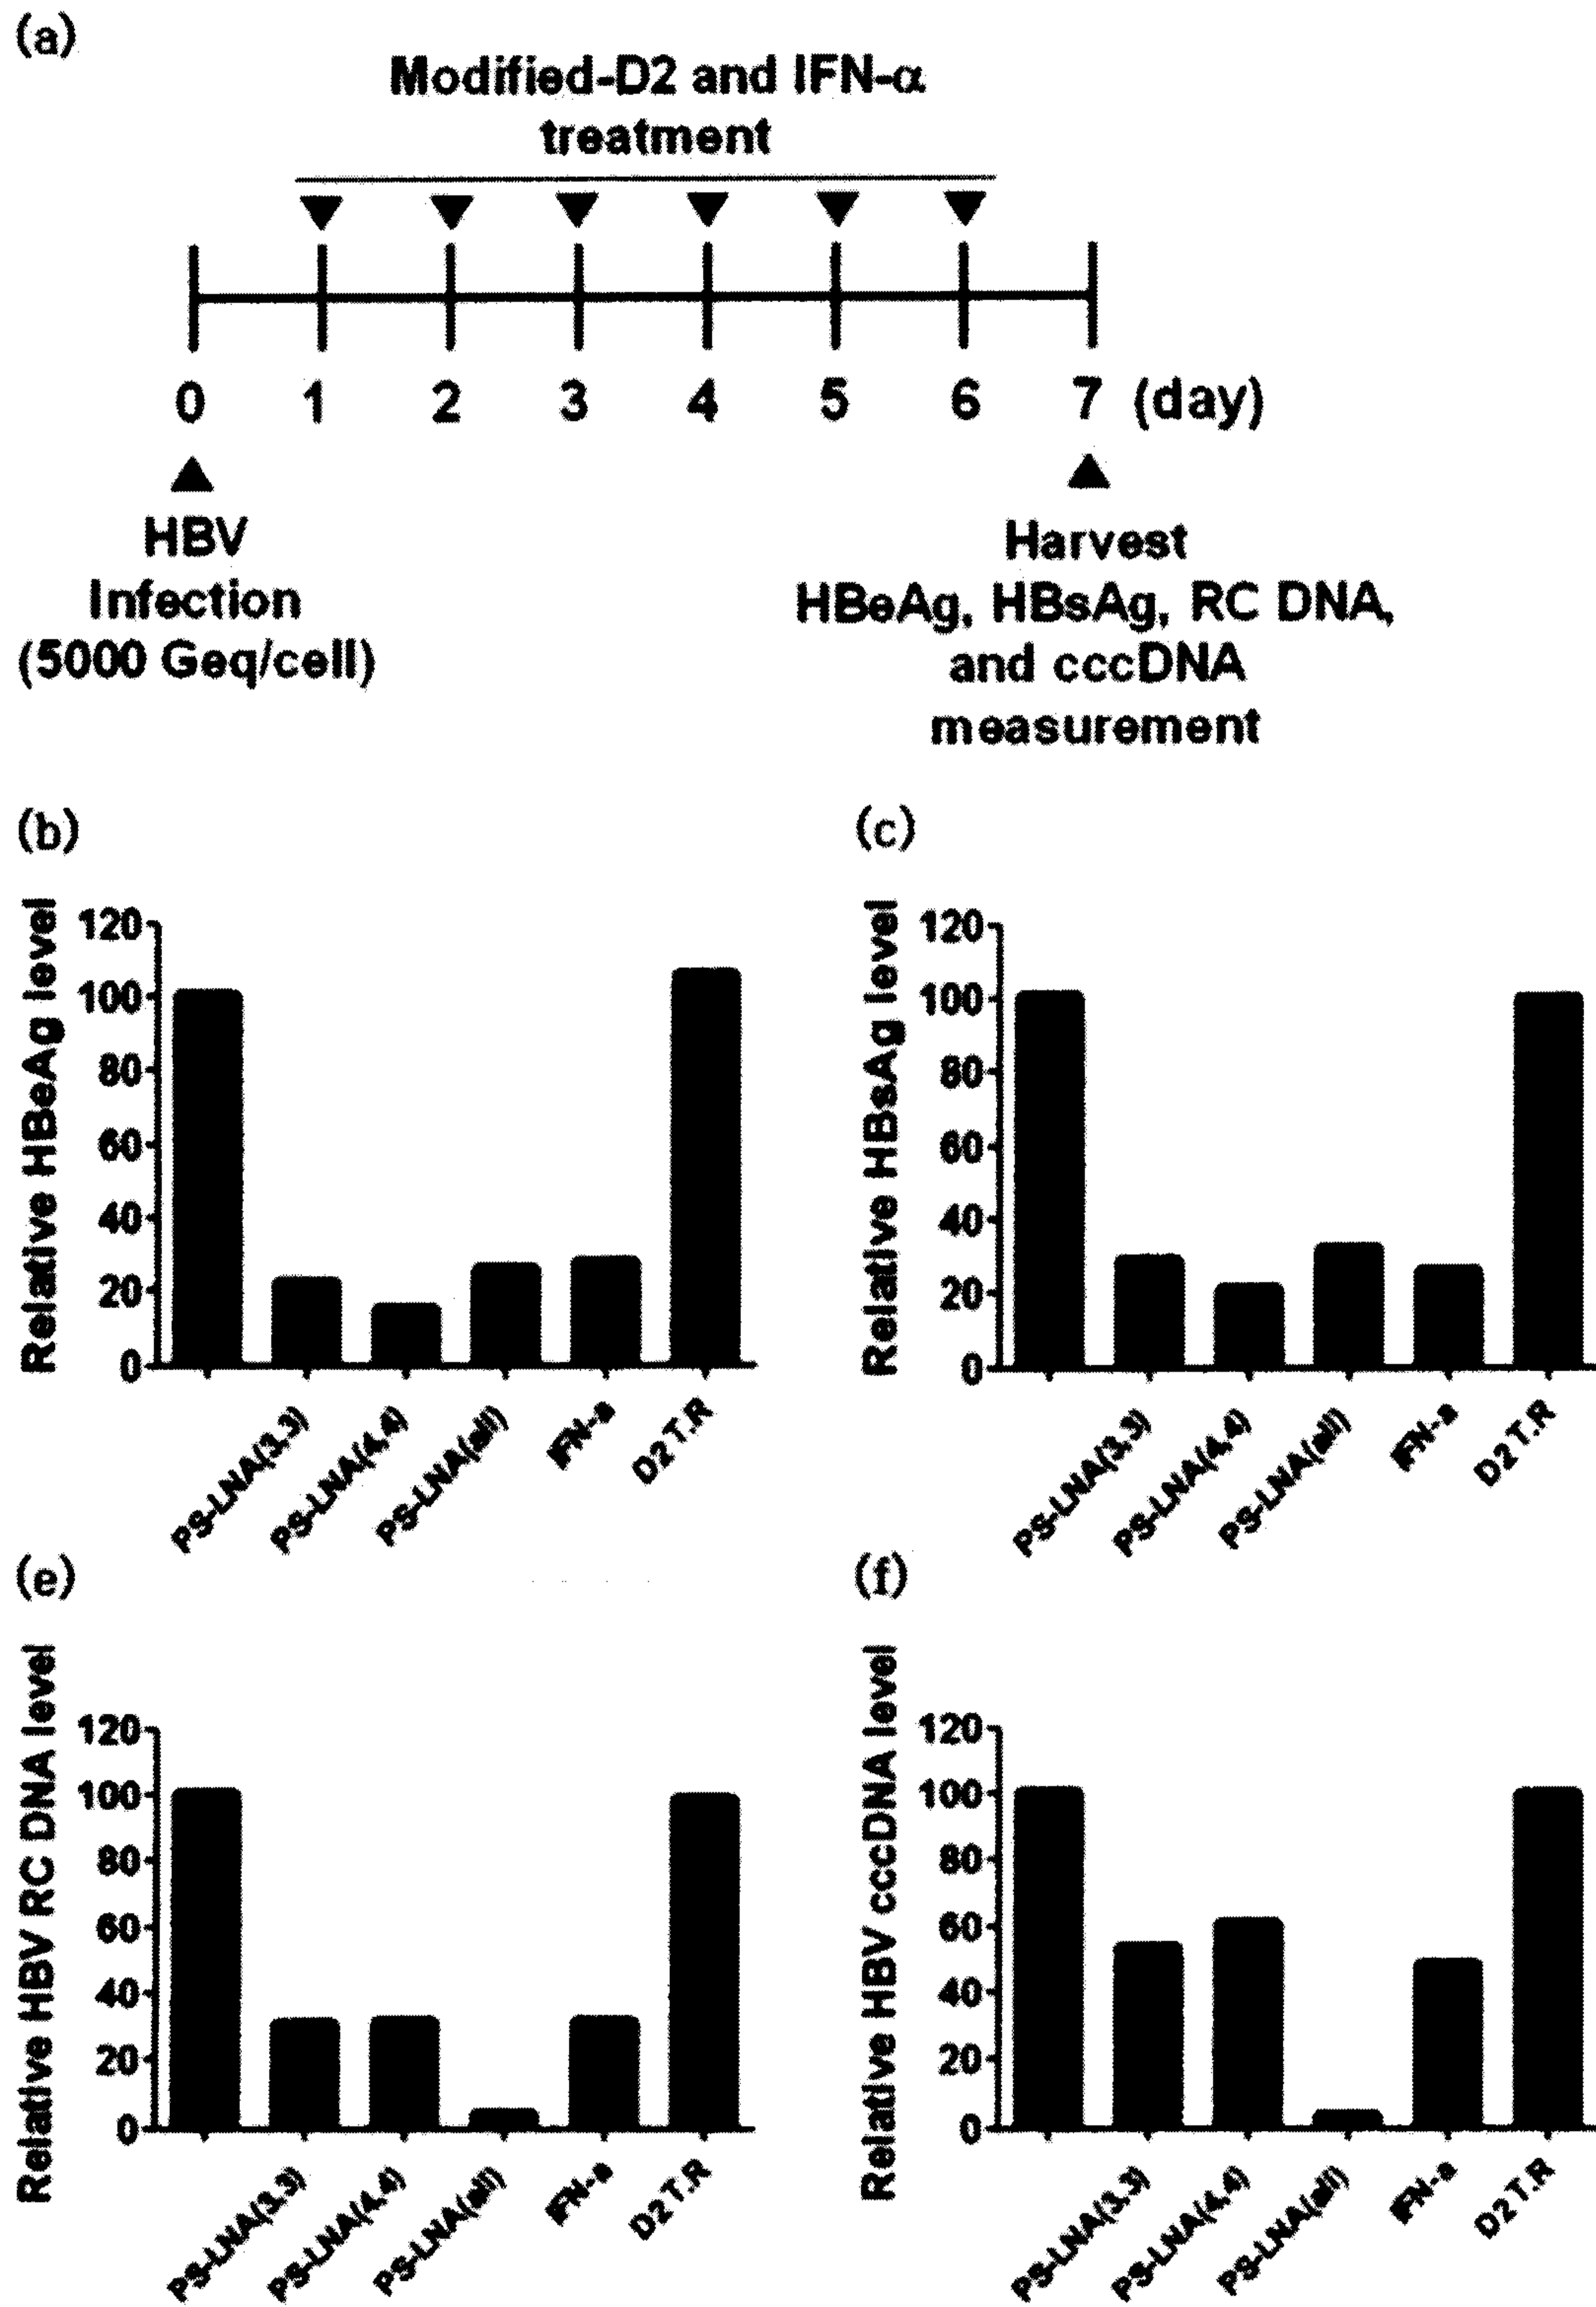 (a)
Modified-D2 and IFN-α
treatment
0 1 2 3 4 5 6 7 (day)
HBV
Infection
(5000 Geq/cell)
Harvest
HBeAg, HBsAg, RC DNA,
and cccDNA
measurement
(b)
Relative HBeAg level
120
100
80
60
40
20
0
PS-LNA(3,3)
PS-LNA(4,4)
PS-LNA(all)
IFN-a
D2 T.R
(c)
Relative HBsAg level
120
100
80
60
40
20
0
PS-LNA(3,3)
PS-LNA(4,4)
PS-LNA(all)
IFN-a
D2 T.R
(e)
Relative HBV RC DNA level
120
100
80
60
40
20
0
PS-LNA(3,3)
PS-LNA(4,4)
PS-LNA(all)
IFN-a
D2 T.R
(f)
Relative HBV cccDNA level
120
100
80
60
40
20
0
PS-LNA(3,3)
PS-LNA(4,4)
PS-LNA(all)
IFN-a
D2 T.R